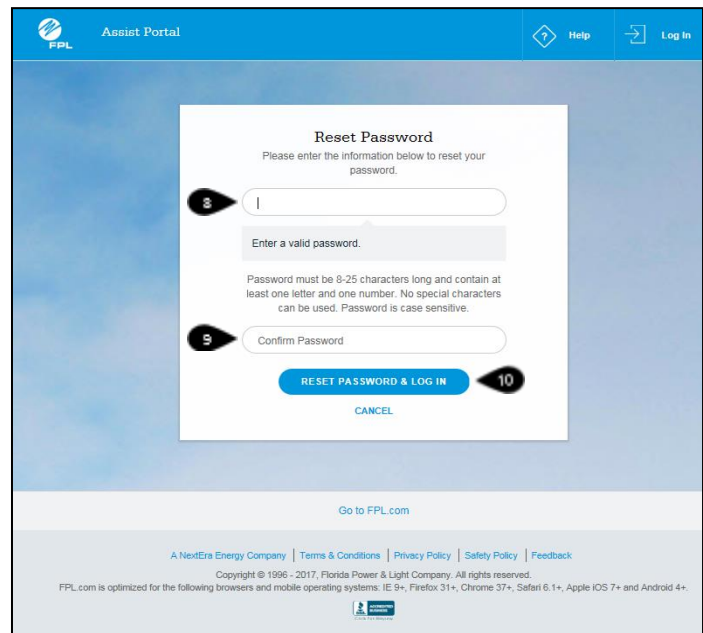 FPL
Assist Portal
Help
Log In
Reset Password
Please enter the information below to reset your
password.
8
Enter a valid password.
Password must be 8-25 characters long and contain at
least one letter and one number. No special characters
can be used. Password is case sensitive.
9
Confirm Password
RESET PASSWORD & LOG IN
10
CANCEL
Go to FPL.com
A NextEra Energy Company | Terms & Conditions | Privacy Policy | Safety Policy | Feedback
Copyright © 1996 - 2017, Florida Power & Light Company. All rights reserved.
FPL.com is optimized for the following browsers and mobile operating systems: IE 9+, Firefox 31+, Chrome 37+, Safari 6.1+, Apple iOS 7+ and Android 4+.
ACCREDITED
BUSINESS